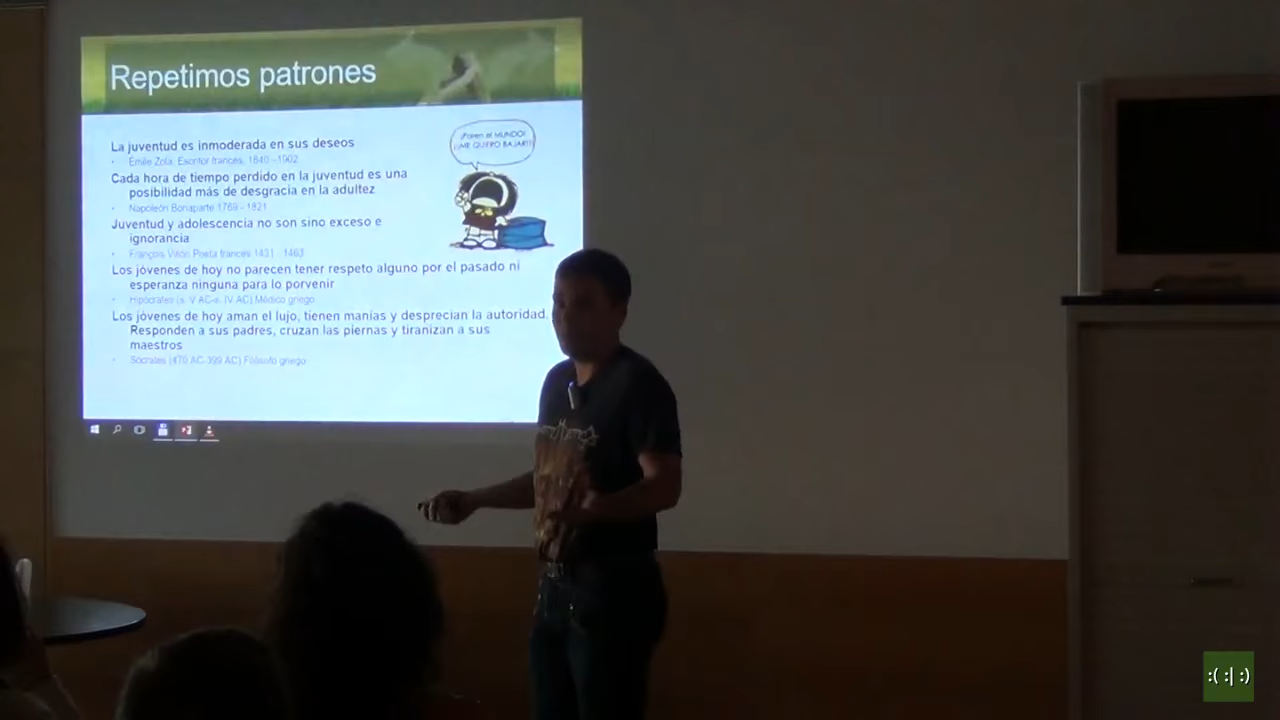 Repetimos patrones
¡Paren el MUNDO!
¡¡ME QUIERO BAJAR!!
La juventud es inmoderada en sus deseos
Émile Zola. Escritor francés, 1840 -1902
Cada hora de tiempo perdido en la juventud es una
posibilidad más de desgracia en la adultez
Napoleón Bonaparte 1769 - 1821
Juventud y adolescencia no son sino exceso e
ignorancia
François Villon Poeta francés 1431 - 1463
Los jóvenes de hoy no parecen tener respeto alguno por el pasado ni
esperanza ninguna para lo porvenir
Hipócrates (s. V AC-s. IV AC) Médico griego
Los jóvenes de hoy aman el lujo, tienen manías y desprecian la autoridad.
Responden a sus padres, cruzan las piernas y tiranizan a sus
maestros
Sócrates (470 AC-399 AC) Filósofo griego
:( :| :)